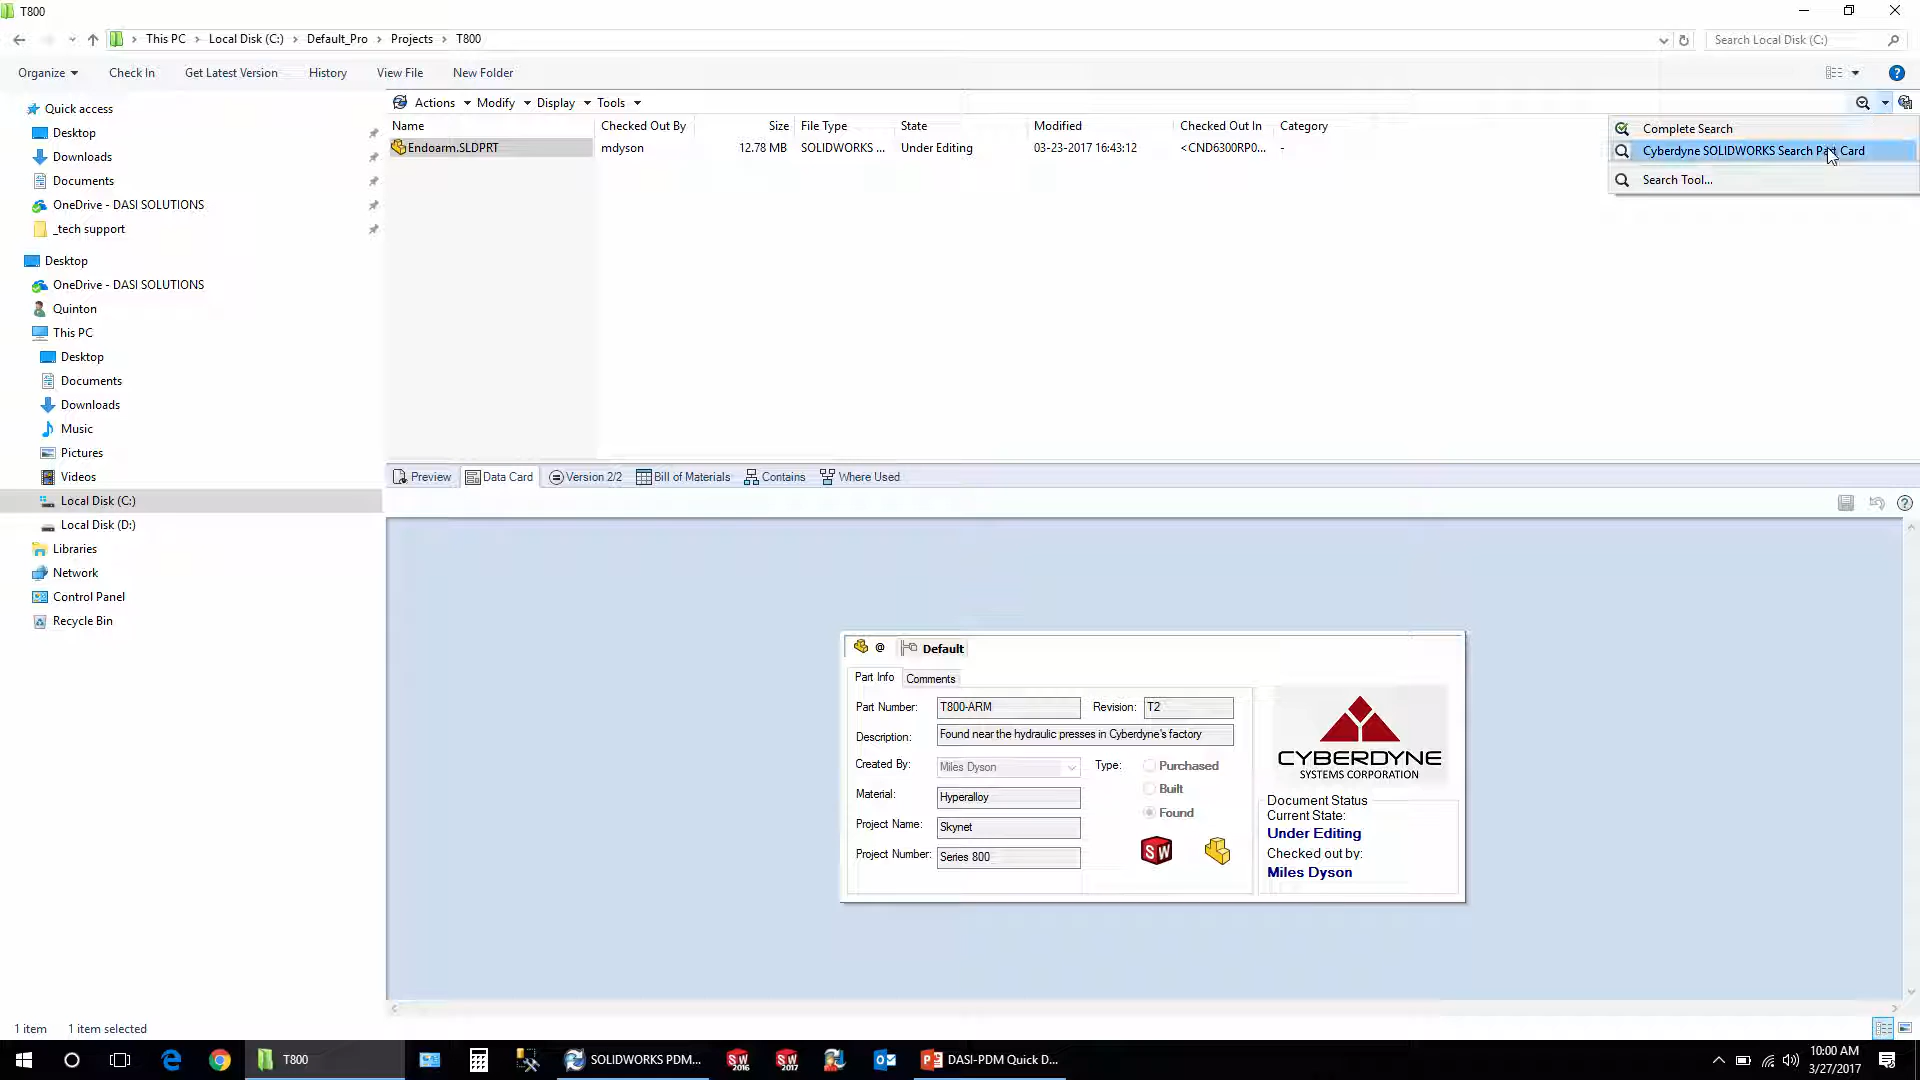 T800
This PC > Local Disk (C:) > Default_Pro > Projects > T800
Search Local Disk (C:)
Organize Check In Get Latest Version History View File New Folder
Quick access
Desktop
Downloads
Documents
OneDrive - DASI SOLUTIONS
_tech support
Desktop
OneDrive - DASI SOLUTIONS
Quinton
This PC
Desktop
Documents
Downloads
Music
Pictures
Videos
Local Disk (C:)
Local Disk (D:)
Libraries
Network
Control Panel
Recycle Bin
Actions Modify Display Tools
Name Checked Out By Size File Type State Modified Checked Out In Category
Endoarm.SLDPRT mdyson 12.78 MB SOLIDWORKS ... Under Editing 03-23-2017 16:43:12 <CND6300RP0... -
Complete Search
Cyberdyne SOLIDWORKS Search Part Card
Search Tool...
Preview Data Card Version 2/2 Bill of Materials Contains Where Used
@ Default
Part Info Comments
Part Number: T800-ARM Revision: T2
Description: Found near the hydraulic presses in Cyberdyne's factory
Created By: Miles Dyson Type: Purchased
Material: Hyperalloy Built
Project Name: Skynet Found
Project Number: Series 800
SW
CYBERDYNE
SYSTEMS CORPORATION
Document Status
Current State:
Under Editing
Checked out by:
Miles Dyson
1 item 1 item selected
T800
SOLIDWORKS PDM...
SW 2016
SW 2017
DASI-PDM Quick D...
10:00 AM
3/27/2017